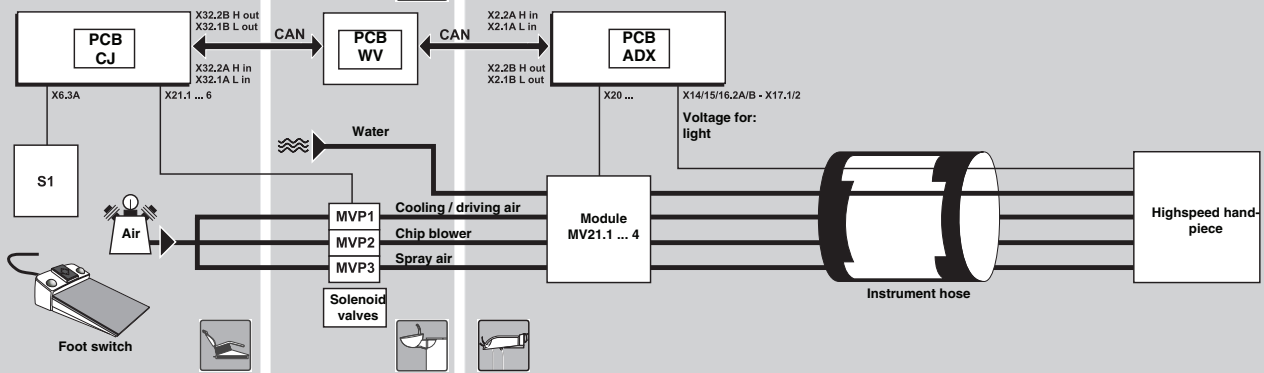 X32.2B H out
X32.1B L out
X2.2A H in
X2.1A L in
PCB
CJ
CAN
PCB
WV
CAN
PCB
ADX
X32.2A H in
X32.1A L in
X2.2B H out
X2.1B L out
X6.3A
X21.1 ... 6
X20 ...
X14/15/16.2A/B - X17.1/2
Voltage for:
light
Water
S1
Air
MVP1
Cooling / driving air
MVP2
Chip blower
MVP3
Spray air
Module
MV21.1 ... 4
Highspeed hand-
piece
Instrument hose
Solenoid
valves
Foot switch